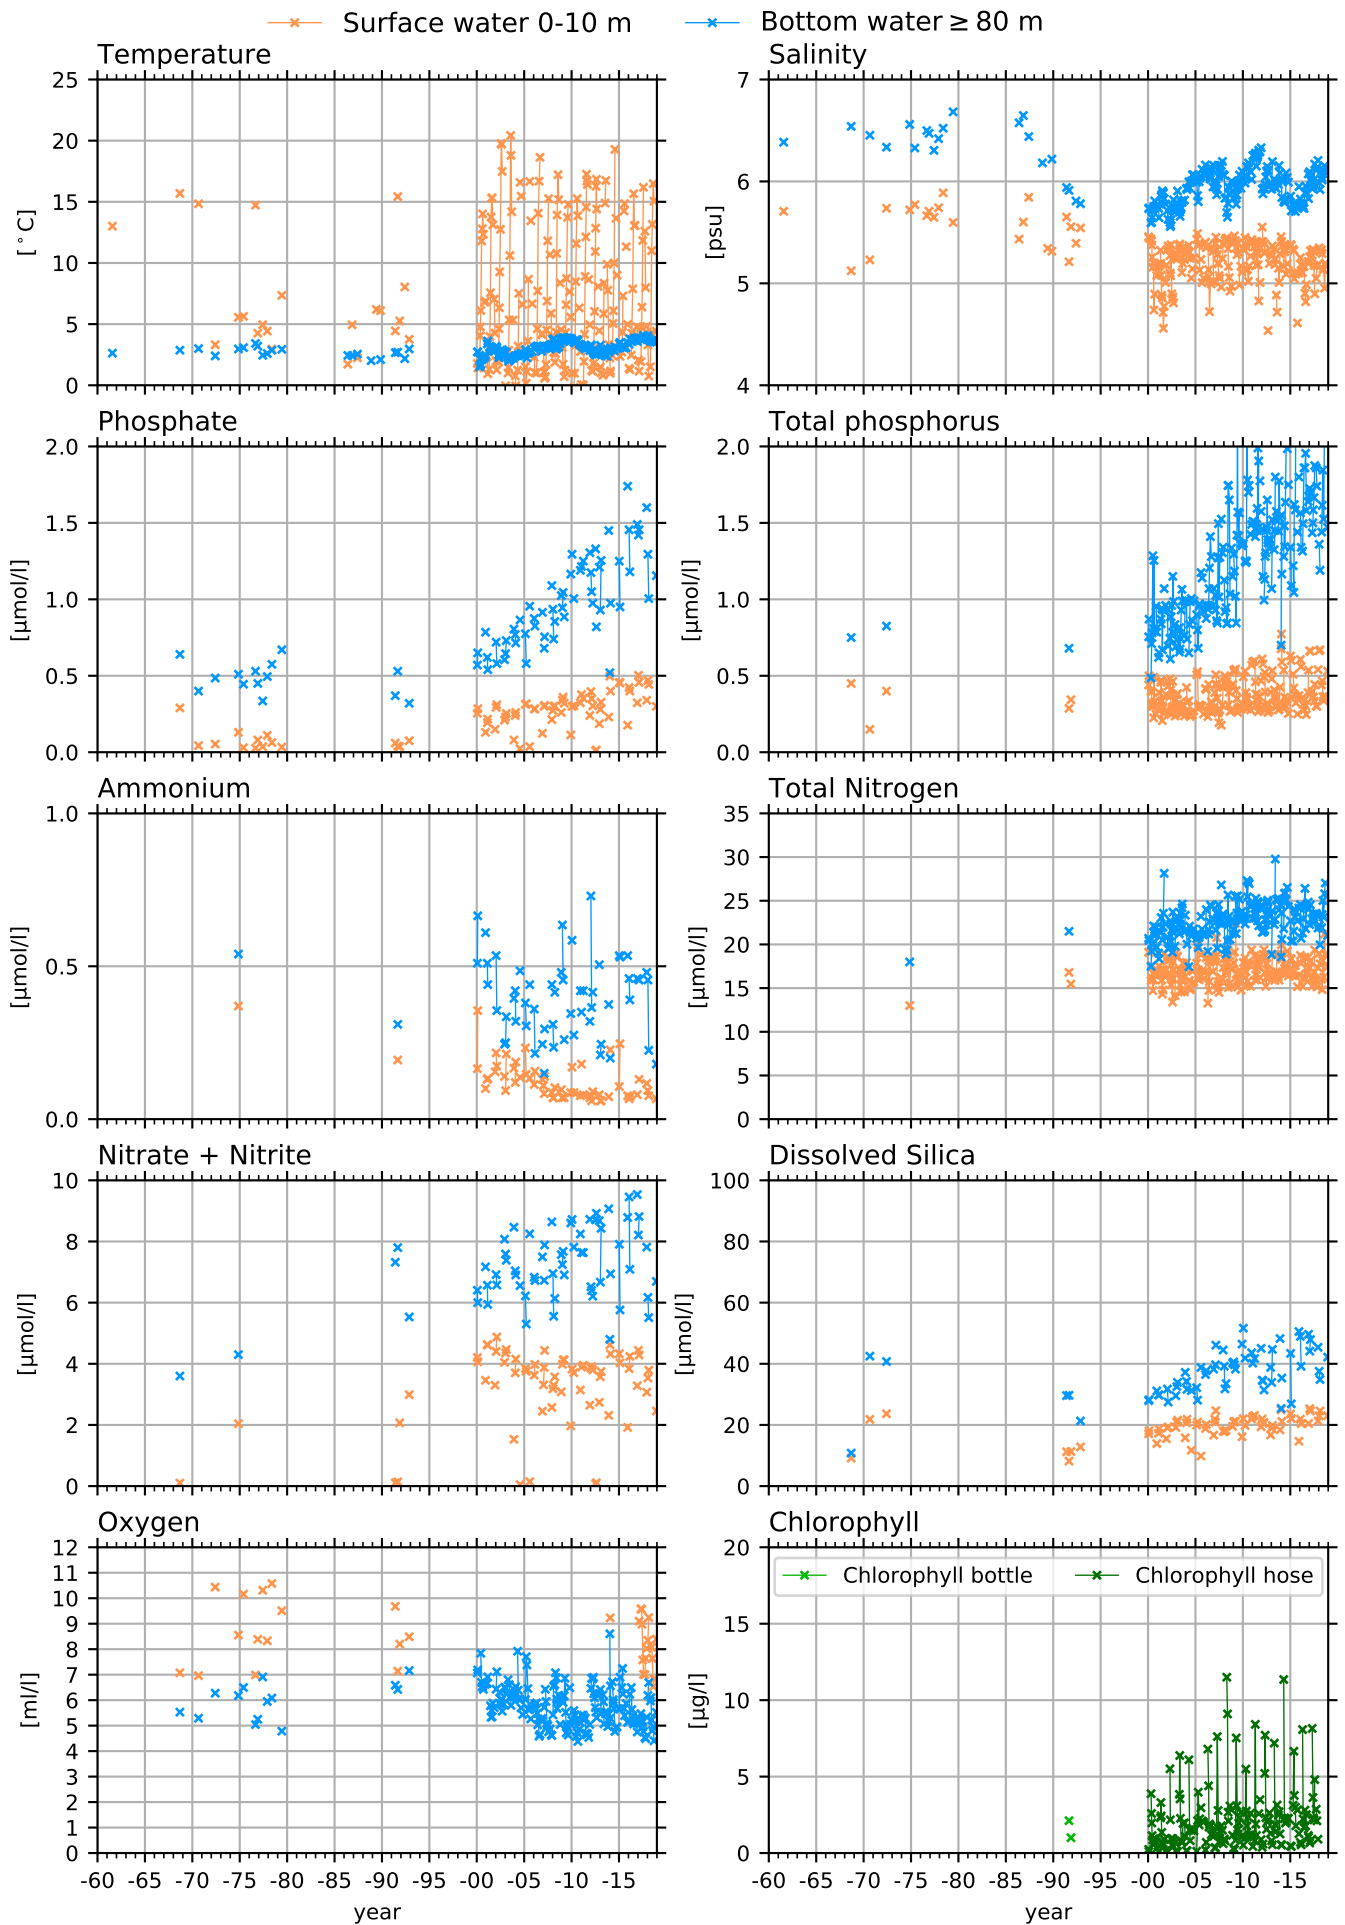 Surface water 0-10 m Bottom water ≥ 80 m
Temperature Salinity
25 7
20
[°C] 15 [psu] 6
10 5
5
0 4
Phosphate Total phosphorus
2.0 2.0
1.5 1.5
[µmol/l] 1.0 [µmol/l] 1.0
0.5 0.5
0.0 0.0
Ammonium Total Nitrogen
1.0 35
30
25
[µmol/l] 0.5 [µmol/l] 20
15
10
5
0.0 0
Nitrate + Nitrite Dissolved Silica
10 100
8 80
[µmol/l] 6 [µmol/l] 60
4 40
2 20
0 0
Oxygen Chlorophyll
12 20
11 Chlorophyll bottle Chlorophyll hose
10
9 15
8
7
[ml/l] 6 [µg/l] 10
5
4
3 5
2
1
0 0
-60 -65 -70 -75 -80 -85 -90 -95 -00 -05 -10 -15 -60 -65 -70 -75 -80 -85 -90 -95 -00 -05 -10 -15
year year